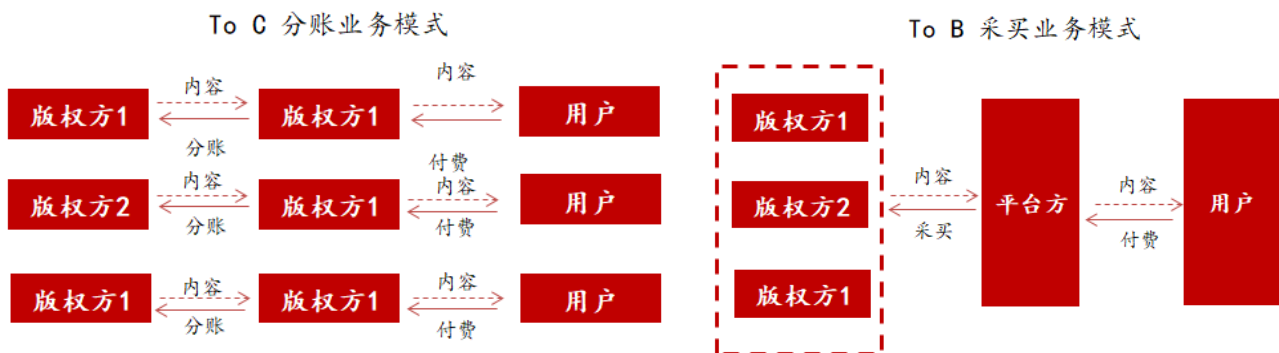 To C 分账业务模式
内容
内容
版权方1
版权方1
用户
分账
付费
内容
内容
版权方2
版权方1
用户
分账
付费
内容
内容
版权方1
版权方1
用户
分账
付费
To B 采买业务模式
版权方1
版权方2
版权方1
内容
采买
平台方
内容
付费
用户